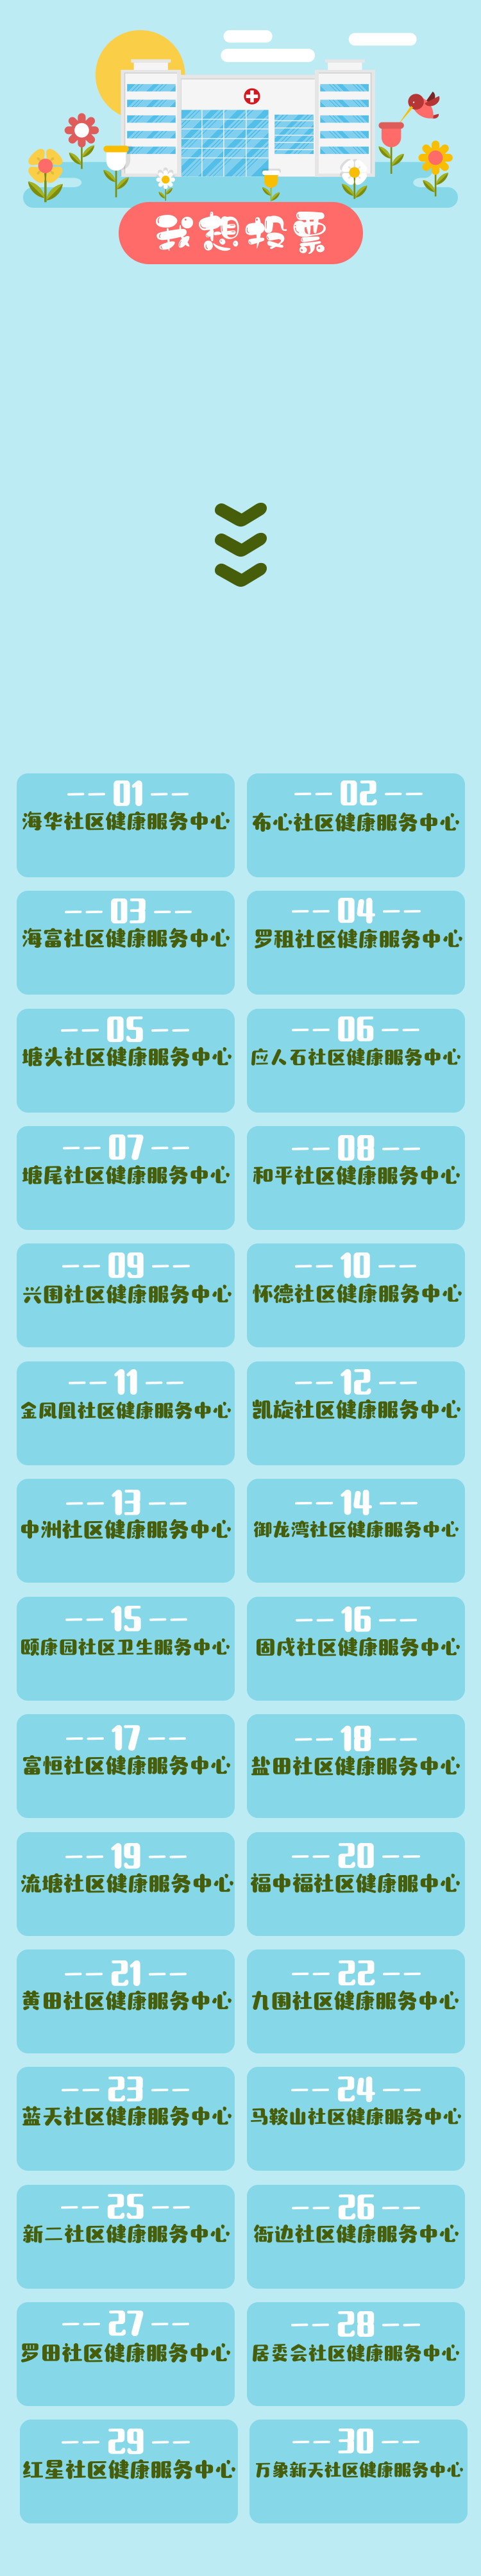 我想投票
01
海华社区健康服务中心
02
布心社区健康服务中心
03
海富社区健康服务中心
04
罗租社区健康服务中心
05
塘头社区健康服务中心
06
应人石社区健康服务中心
07
塘尾社区健康服务中心
08
和平社区健康服务中心
09
兴围社区健康服务中心
10
怀德社区健康服务中心
11
金凤凰社区健康服务中心
12
凯旋社区健康服务中心
13
中洲社区健康服务中心
14
御龙湾社区健康服务中心
15
颐康园社区卫生服务中心
16
固戍社区健康服务中心
17
富恒社区健康服务中心
18
盐田社区健康服务中心
19
流塘社区健康服务中心
20
福中福社区健康服中心
21
黄田社区健康服务中心
22
九围社区健康服务中心
23
蓝天社区健康服务中心
24
马鞍山社区健康服务中心
25
新二社区健康服务中心
26
衙边社区健康服务中心
27
罗田社区健康服务中心
28
居委会社区健康服务中心
29
红星社区健康服务中心
30
万象新天社区健康服务中心